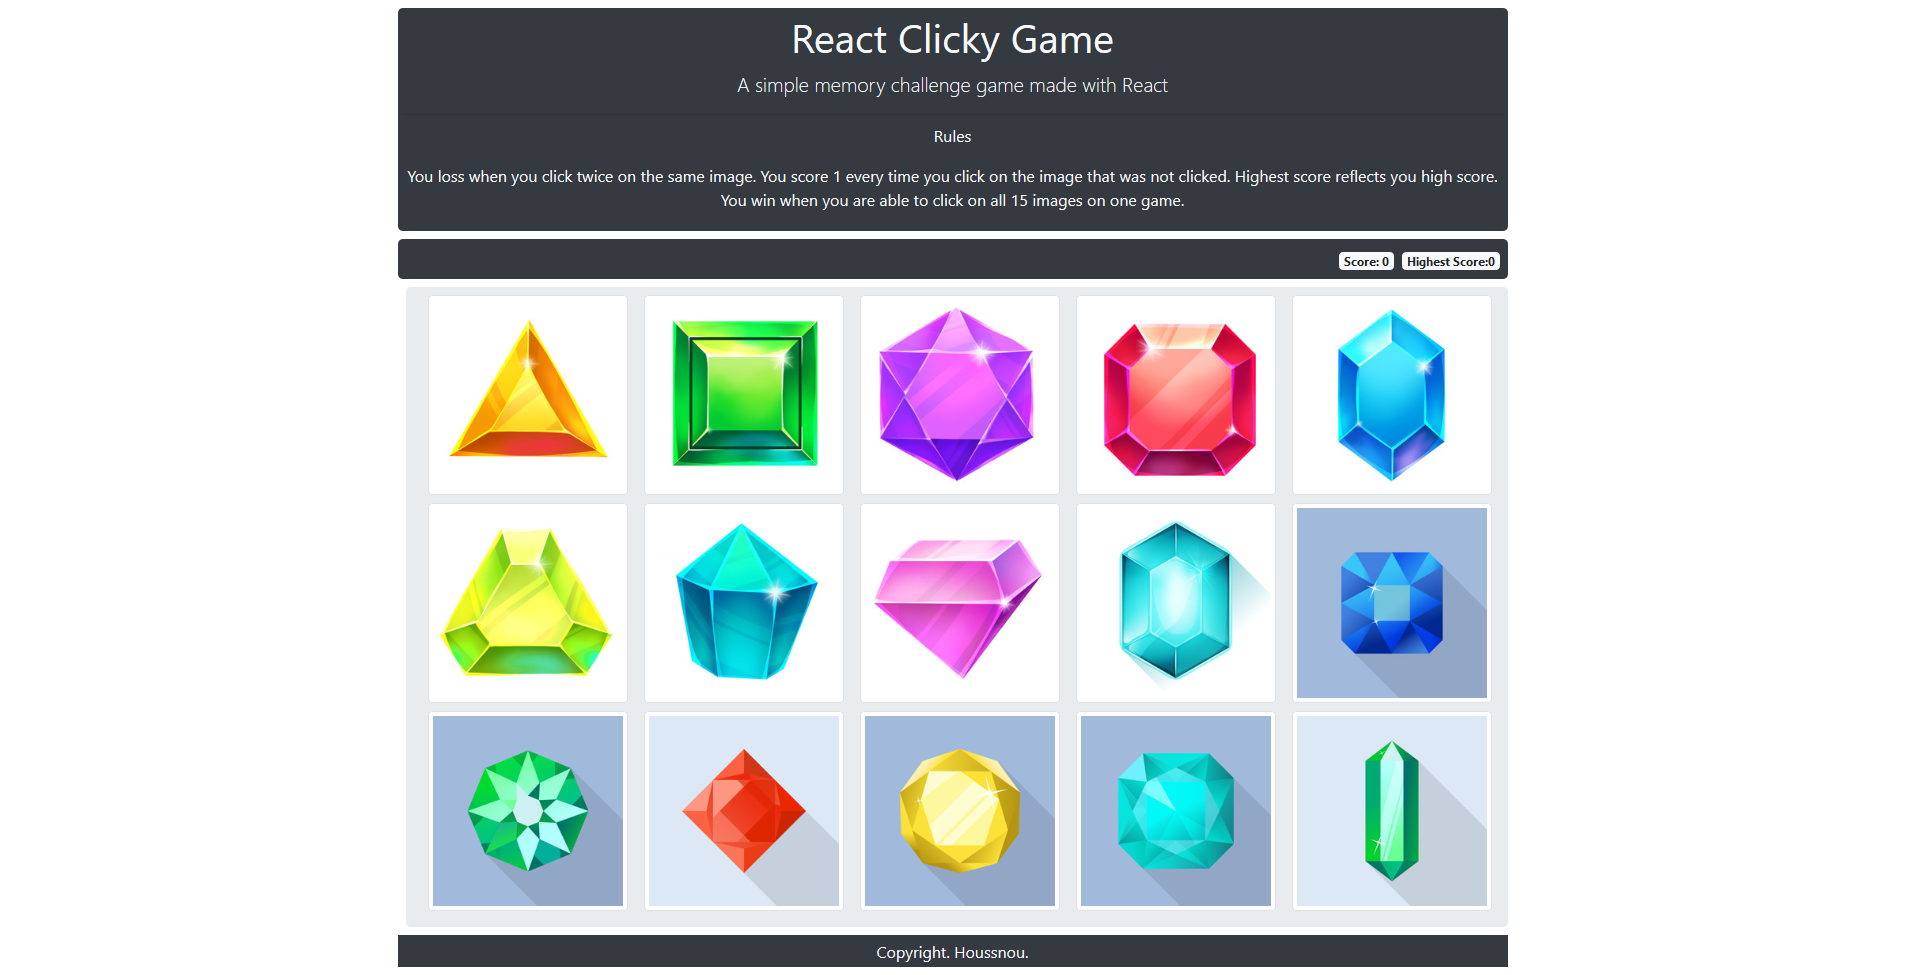 React Clicky Game
A simple memory challenge game made with React
Rules
You loss when you click twice on the same image. You score 1 every time you click on the image that was not clicked. Highest score reflects you high score.
You win when you are able to click on all 15 images on one game.
Score: 0 Highest Score:0
Copyright. Houssnou.